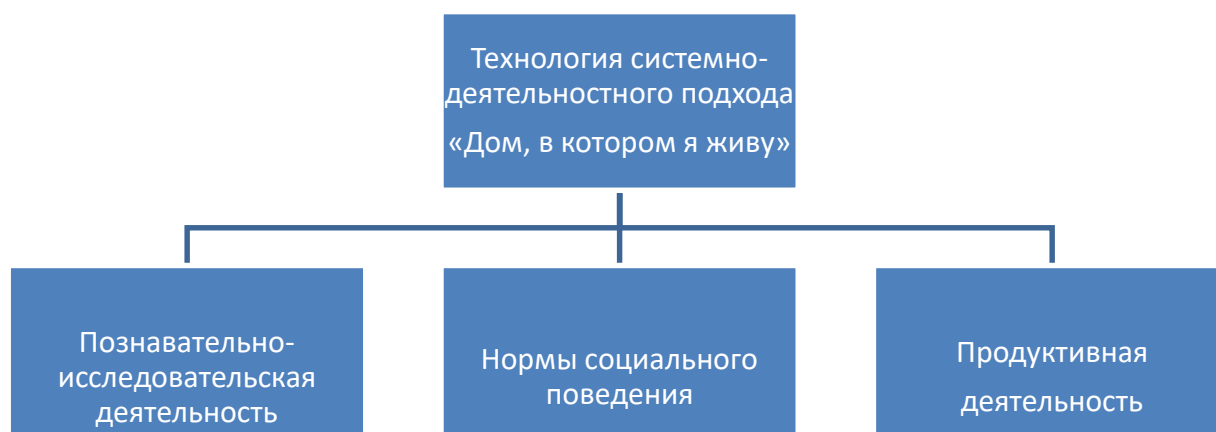 Технология системно-
деятельностного подхода
«Дом, в котором я живу»
Познавательно-
исследовательская
деятельность
Нормы социального
поведения
Продуктивная
деятельность